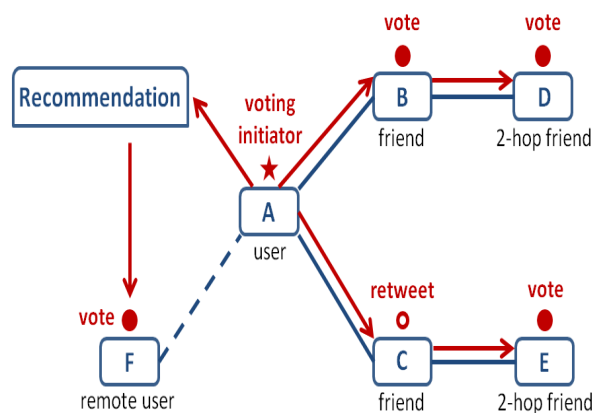 vote
vote
Recommendation
voting
initiator
B
D
friend
2-hop friend
A
user
retweet
vote
vote
F
C
E
remote user
friend
2-hop friend